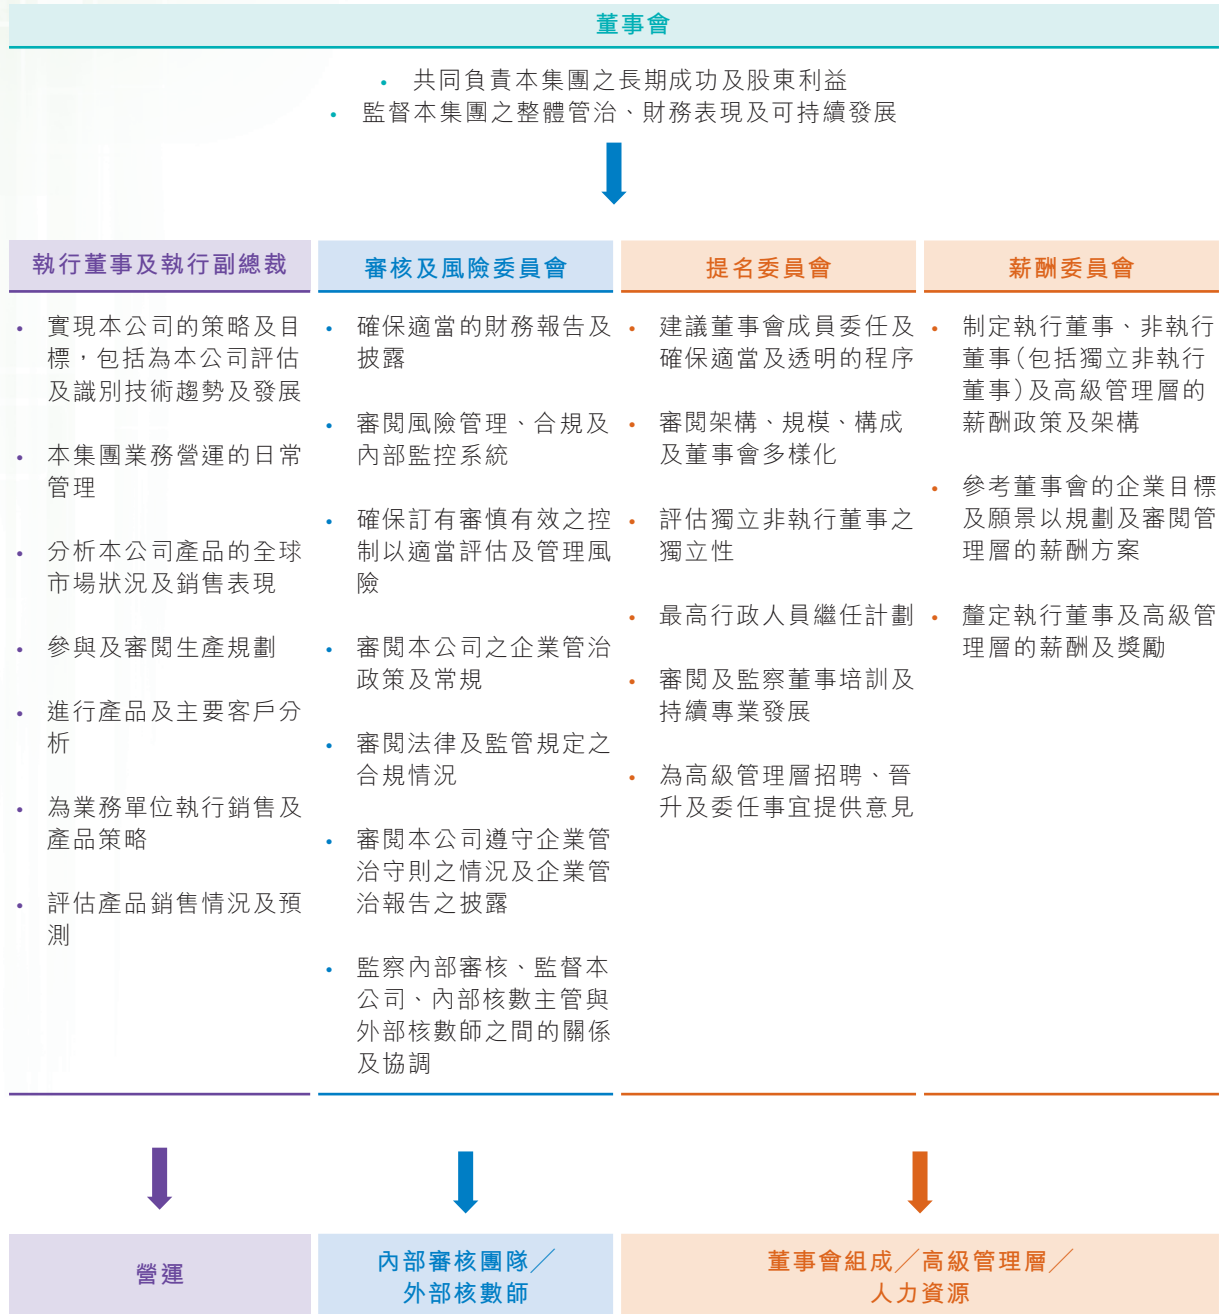 董事會
• 共同負責本集團之長期成功及股東利益
• 監督本集團之整體管治、財務表現及可持續發展
執行董事及執行副總裁
• 實現本公司的策略及目
標，包括為本公司評估
及識別技術趨勢及發展
• 本集團業務營運的日常
管理
• 分析本公司產品的全球
市場狀況及銷售表現
• 參與及審閱生產規劃
• 進行產品及主要客戶分
析
• 為業務單位執行銷售及
產品策略
• 評估產品銷售情況及預
測
審核及風險委員會
• 確保適當的財務報告及
披露
• 審閱風險管理、合規及
內部監控系統
• 確保訂有審慎有效之控
制以適當評估及管理風
險
• 審閱本公司之企業管治
政策及常規
• 審閱法律及監管規定之
合規情況
• 審閱本公司遵守企業管
治守則之情況及企業管
治報告之披露
• 監察內部審核、監督本
公司、內部核數主管與
外部核數師之間的關係
及協調
提名委員會
• 建議董事會成員委任及
確保適當及透明的程序
• 審閱架構、規模、構成
及董事會多樣化
• 評估獨立非執行董事之
獨立性
• 最高行政人員繼任計劃
• 審閱及監察董事培訓及
持續專業發展
• 為高級管理層招聘、晉
升及委任事宜提供意見
薪酬委員會
• 制定執行董事、非執行
董事(包括獨立非執行
董事)及高級管理層的
薪酬政策及架構
• 參考董事會的企業目標
及願景以規劃及審閱管
理層的薪酬方案
• 釐定執行董事及高級管
理層的薪酬及獎勵
營運
內部審核團隊／
外部核數師
董事會組成／高級管理層／
人力資源